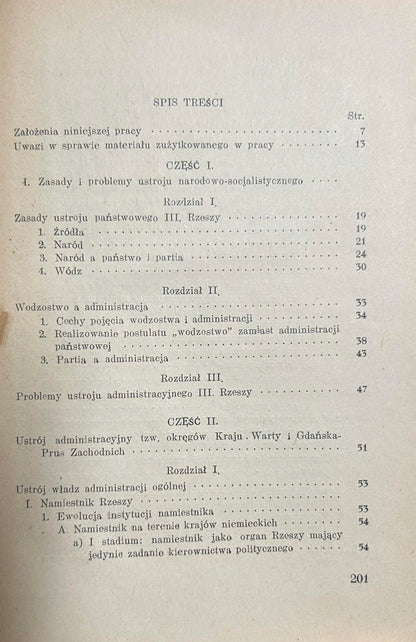 SPIS TREŚCI
Str.
Założenia niniejszej pracy 7
Uwagi w sprawie materiału zużytkowanego w pracy 13
CZĘŚĆ I.
I. Zasady i problemy ustroju narodowo-socjalistycznego
Rozdział I.
Zasady ustroju państwowego III. Rzeszy 19
1. Źródła 19
2. Naród 21
3. Naród a państwo i partia 24
4. Wódz 30
Rozdział II.
Wodzostwo a administracja 33
1. Cechy pojęcia wodzostwa i administracji 34
2. Realizowanie postulatu „wodzostwo” zamiast administracji
państwowej 38
3. Partia a administracja 43
Rozdział III.
Problemy ustroju administracyjnego III. Rzeszy 47
CZĘŚĆ II.
Ustrój administracyjny tzw. okręgów Kraju Warty i Gdańska-
Prus Zachodnich 51
Rozdział I.
Ustrój władz administracji ogólnej 53
I. Namiestnik Rzeszy
1. Ewolucja instytucji namiestnika 53
A. Namiestnik na terenie krajów niemieckich 54
a) I stadium: namiestnik jako organ Rzeszy mający
jedynie zadanie kierownictwa politycznego 54
201